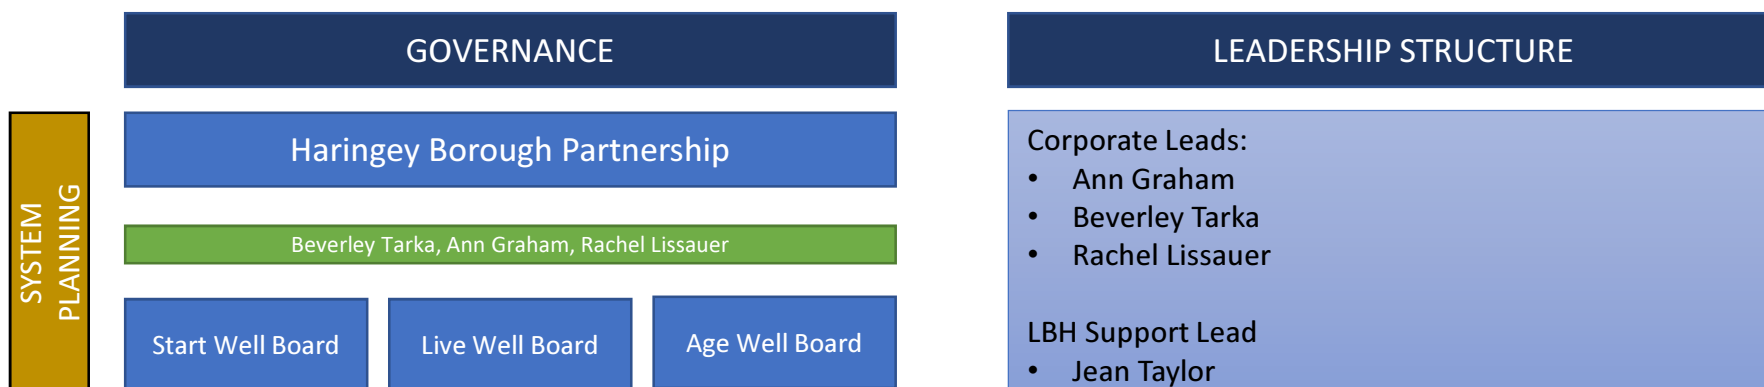 GOVERNANCE
LEADERSHIP STRUCTURE
SYSTEM
PLANNING
Haringey Borough Partnership
Beverley Tarka, Ann Graham, Rachel Lissauer
Start Well Board
Live Well Board
Age Well Board
Corporate Leads:
• Ann Graham
• Beverley Tarka
• Rachel Lissauer
LBH Support Lead
• Jean Taylor